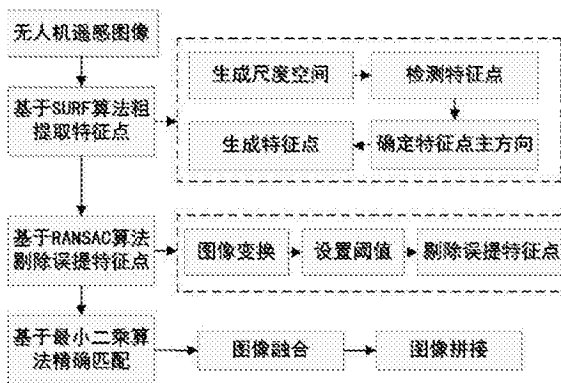 无人机遥感图像
基于SURF算法粗
提取特征点
生成尺度空间
检测特征点
确定特征点主方向
生成特征点
基于RANSAC算法
剔除误提特征点
图像变换
设置阈值
剔除误提特征点
基于最小二乘算
法精确匹配
图像融合
图像拼接